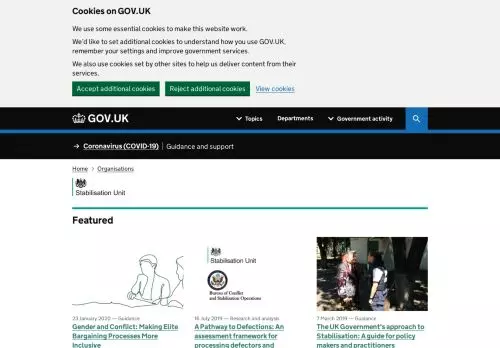 Cookies on GOV.UK
We use some essential cookies to make this website work.
We'd like to set additional cookies to understand how you use GOV.UK,
remember your settings and improve government services.
We also use cookies set by other sites to help us deliver content from their
services.
Accept additional cookies Reject additional cookies View cookies
GOV.UK Topics Departments Government activity
→ Coronavirus (COVID-19) Guidance and support
Home > Organisations
Stabilisation Unit
Featured
Stabilisation Unit
Bureau of Conflict
and Stabilization Operations
23 January 2020 — Guidance
Gender and Conflict: Making Elite
Bargaining Processes More
Inclusive
16 July 2019 — Research and analysis
A Pathway to Defections: An
assessment framework for
processing defectors and
7 March 2019 — Guidance
The UK Government's approach to
Stabilisation: A guide for policy
makers and practitioners